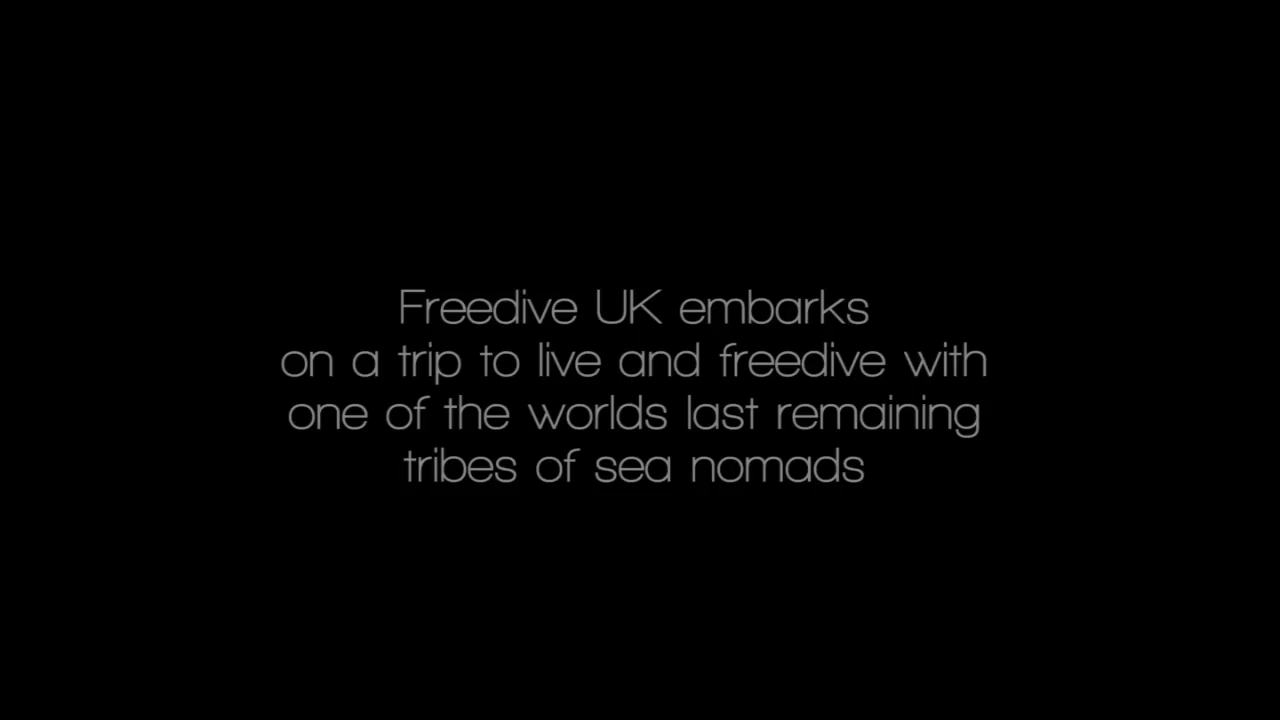 Freedive UK embarks
on a trip to live and freedive with
one of the worlds last remaining
tribes of sea nomads